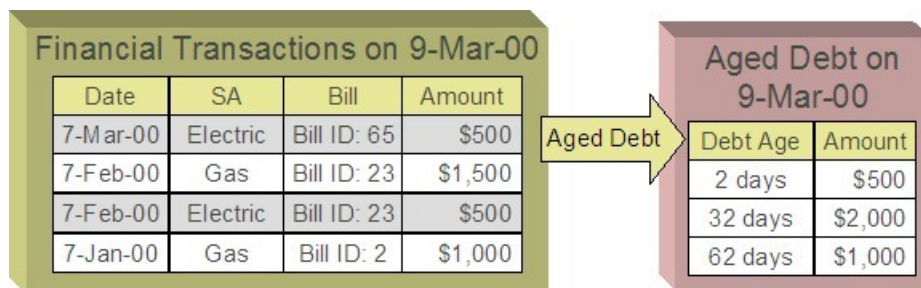 Financial Transactions on 9-Mar-00
Date SA Bill Amount
7-Mar-00 Electric Bill ID: 65 $500
7-Feb-00 Gas Bill ID: 23 $1,500
7-Feb-00 Electric Bill ID: 23 $500
7-Jan-00 Gas Bill ID: 2 $1,000
Aged Debt
Aged Debt on
9-Mar-00
Debt Age Amount
2 days $500
32 days $2,000
62 days $1,000